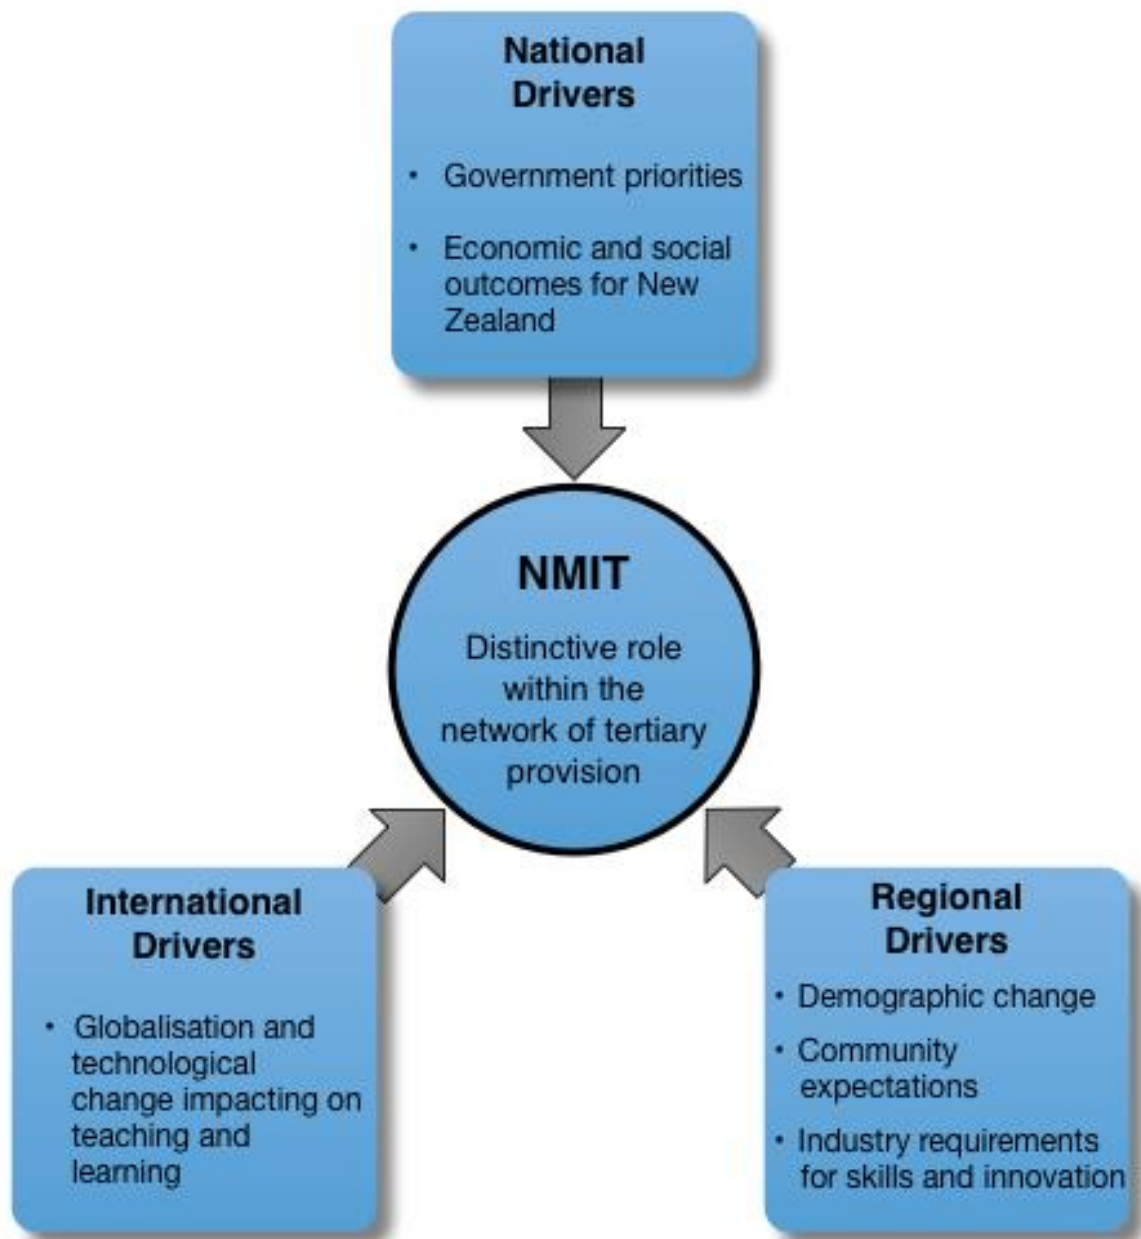 National
Drivers
• Government priorities
• Economic and social
outcomes for New
Zealand
NMIT
Distinctive role
within the
network of tertiary
provision
International
Drivers
• Globalisation and
technological
change impacting on
teaching and
learning
Regional
Drivers
• Demographic change
• Community
expectations
• Industry requirements
for skills and innovation